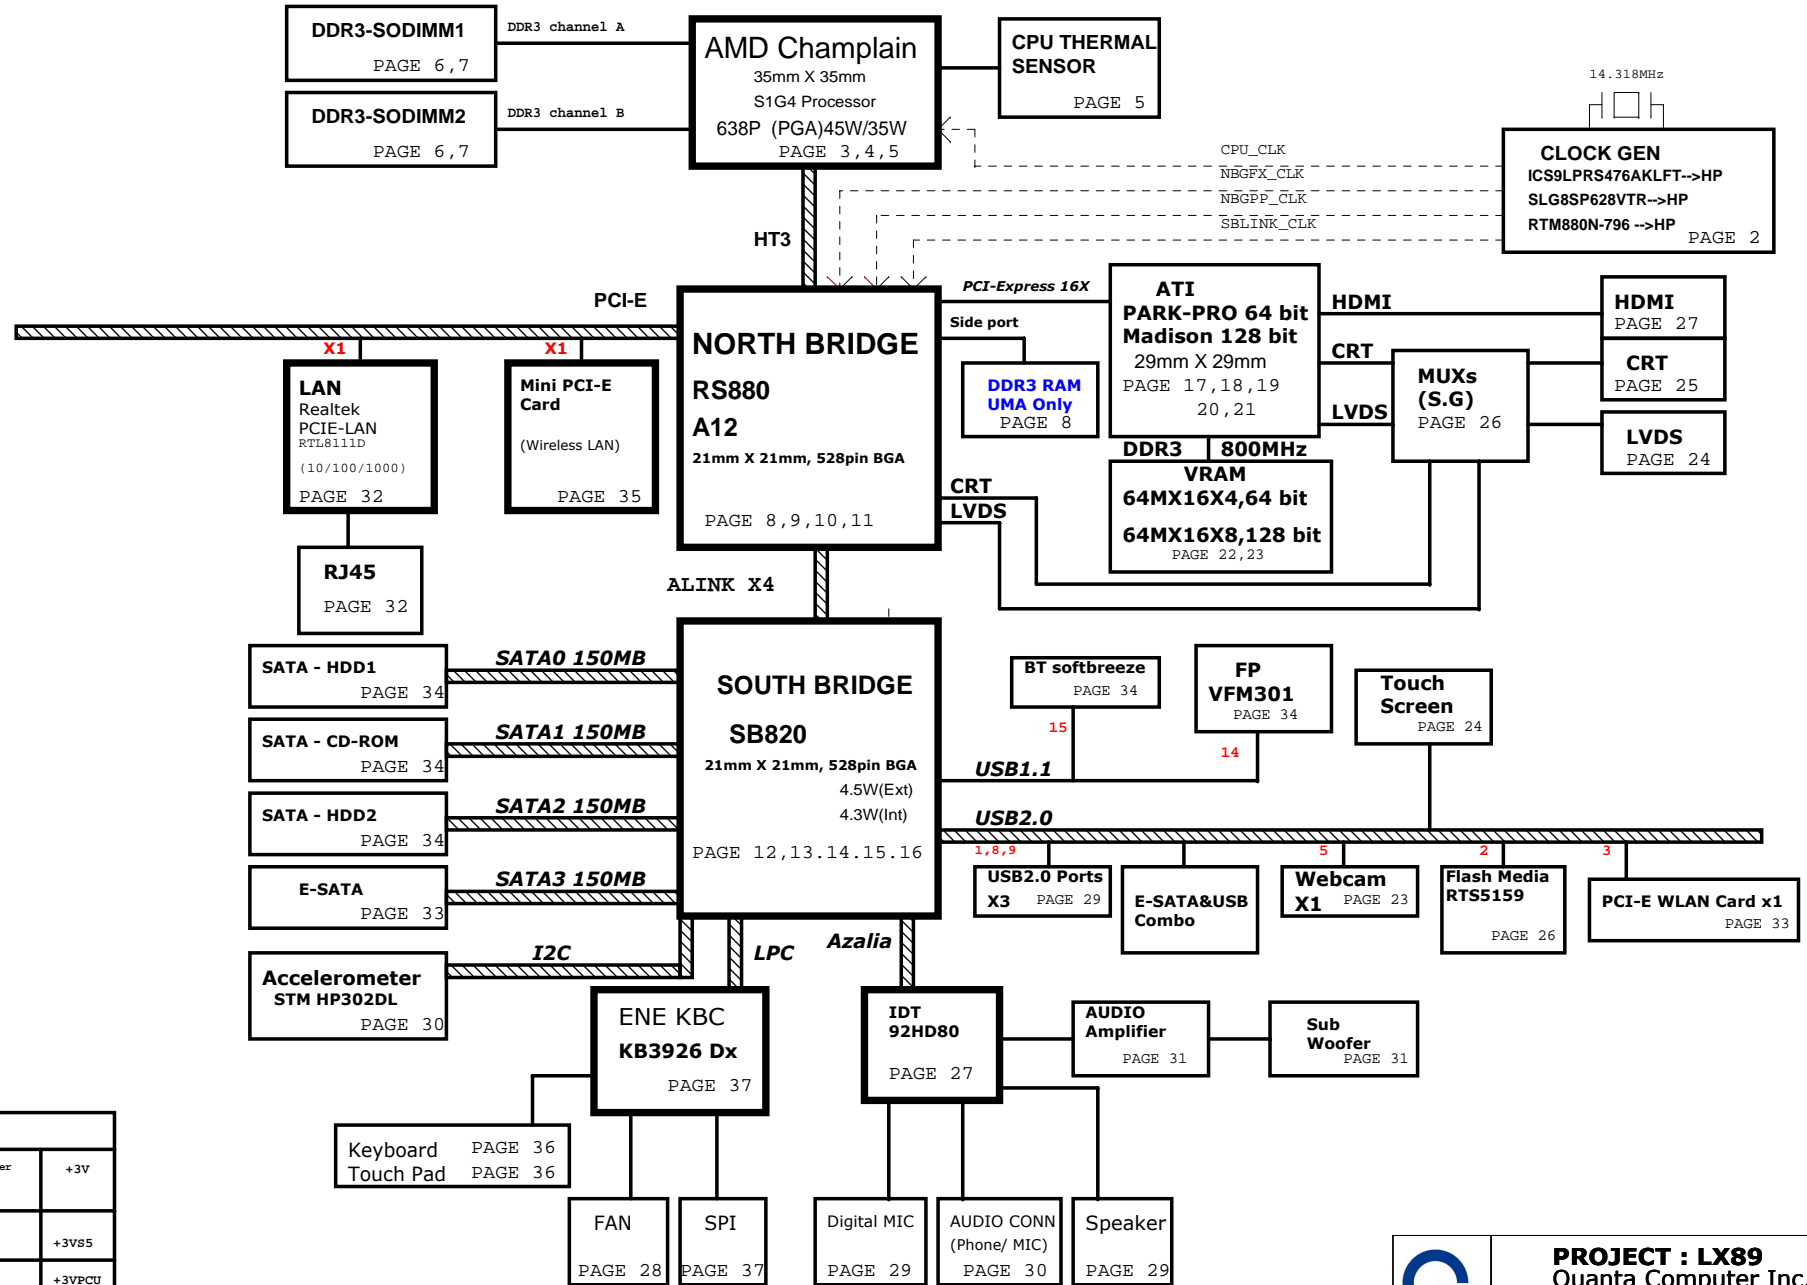 DDR3-SODIMM1
PAGE 6,7
DDR3 channel A
DDR3-SODIMM2
PAGE 6,7
DDR3 channel B
AMD Champlain
35mm X 35mm
S1G4 Processor
638P (PGA)45W/35W
PAGE 3,4,5
CPU THERMAL
SENSOR
PAGE 5
14.318MHz
CLOCK GEN
ICS9LPRS476AKLFT-->HP
SLG8SP628VTR-->HP
RTM880N-796 -->HP
PAGE 2
CPU_CLK
NBGFX_CLK
NBGPP_CLK
SBLINK_CLK
HT3
PCI-E
X1
X1
LAN
Realtek
PCIE-LAN
RTL8111D
(10/100/1000)
PAGE 32
Mini PCI-E
Card
(Wireless LAN)
PAGE 35
RJ45
PAGE 32
NORTH BRIDGE
RS880
A12
21mm X 21mm, 528pin BGA
PAGE 8,9,10,11
PCI-Express 16X
Side port
DDR3 RAM
UMA Only
PAGE 8
ATI
PARK-PRO 64 bit
Madison 128 bit
29mm X 29mm
PAGE 17,18,19
20,21
HDMI
CRT
LVDS
MUXs
(S.G)
PAGE 26
HDMI
PAGE 27
CRT
PAGE 25
LVDS
PAGE 24
DDR3
800MHz
VRAM
64MX16X4,64 bit
64MX16X8,128 bit
PAGE 22,23
CRT
LVDS
ALINK X4
SOUTH BRIDGE
SB820
21mm X 21mm, 528pin BGA
4.5W(Ext)
4.3W(Int)
PAGE 12,13.14.15.16
SATA - HDD1
PAGE 34
SATA0 150MB
SATA - CD-ROM
PAGE 34
SATA1 150MB
SATA - HDD2
PAGE 34
SATA2 150MB
E-SATA
PAGE 33
SATA3 150MB
Accelerometer
STM HP302DL
PAGE 30
I2C
LPC
Azalia
BT softbreeze
PAGE 34
15
FP
VFM301
PAGE 34
14
Touch
Screen
PAGE 24
USB1.1
USB2.0
1,8,9
USB2.0 Ports
X3 PAGE 29
E-SATA&USB
Combo
5
Webcam
X1 PAGE 23
2
Flash Media
RTS5159
PAGE 26
3
PCI-E WLAN Card x1
PAGE 33
ENE KBC
KB3926 Dx
PAGE 37
IDT
92HD80
PAGE 27
AUDIO
Amplifier
PAGE 31
Sub
Woofer
PAGE 31
Keyboard PAGE 36
Touch Pad PAGE 36
FAN
PAGE 28
SPI
PAGE 37
Digital MIC
PAGE 29
AUDIO CONN
(Phone/ MIC)
PAGE 30
Speaker
PAGE 29
er
+3V
+3VS5
+3VPCU
PROJECT : LX89
Quanta Computer Inc.